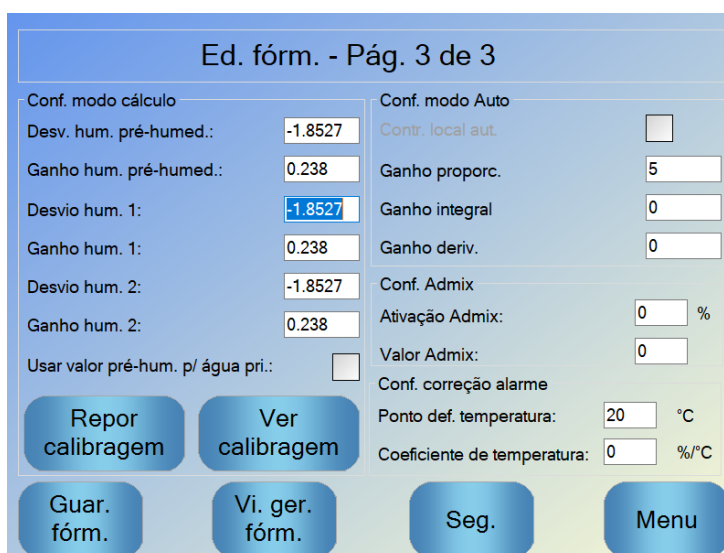 Ed. fórm. - Pág. 3 de 3
Conf. modo cálculo
Desv. hum. pré-humed.: -1.8527
Ganho hum. pré-humed.: 0.238
Desvio hum. 1: -1.8527
Ganho hum. 1: 0.238
Desvio hum. 2: -1.8527
Ganho hum. 2: 0.238
Usar valor pré-hum. p/ água pri.:
Repor
calibragem
Ver
calibragem
Conf. modo Auto
Contr. local aut.
Ganho proporc. 5
Ganho integral 0
Ganho deriv. 0
Conf. Admix
Ativação Admix: 0 %
Valor Admix: 0
Conf. correção alarme
Ponto def. temperatura: 20 °C
Coeficiente de temperatura: 0 %/°C
Guar.
fórm.
Vi. ger.
fórm.
Seg.
Menu